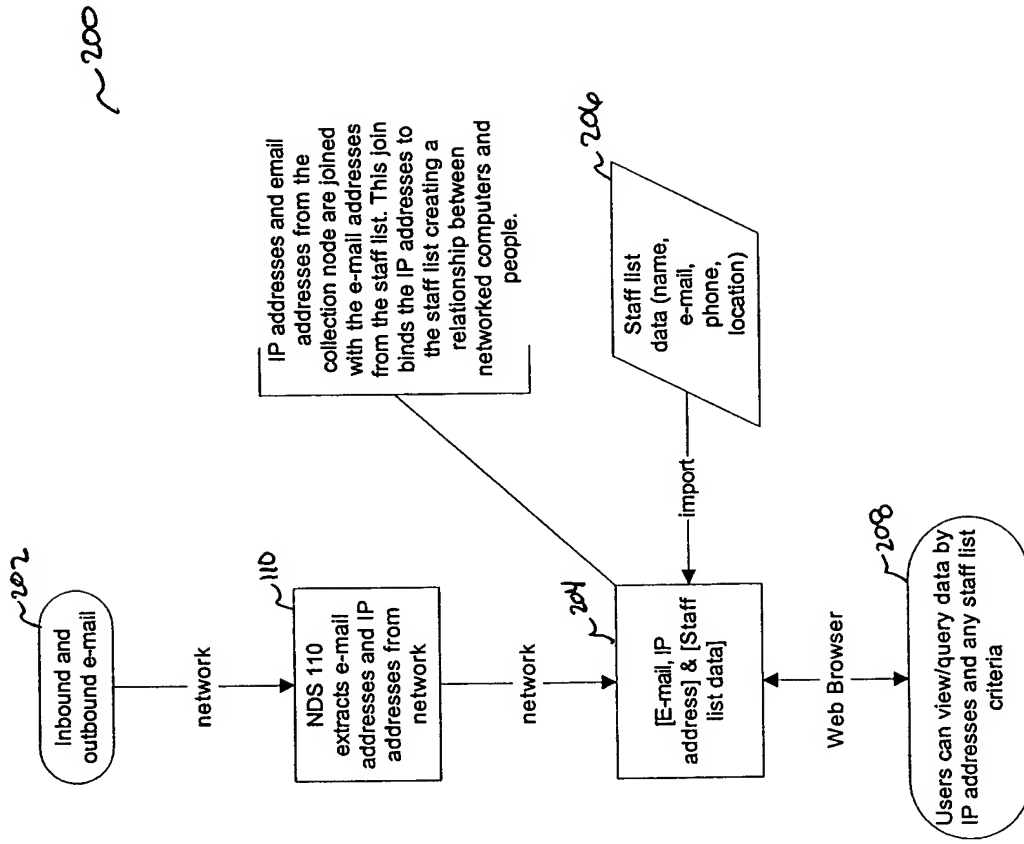 ~200
~202
Inbound and
outbound e-mail
network
~110
NDS 110
extracts e-mail
addresses and IP
addresses from
network
network
IP addresses and email
addresses from the
collection node are joined
with the e-mail addresses
from the staff list. This join
binds the IP addresses to
the staff list creating a
relationship between
networked computers and
people.
~204
[E-mail, IP
address] & [Staff
list data]
import
~206
Staff list
data (name,
e-mail,
phone,
location)
Web Browser
~208
Users can view/query data by
IP addresses and any staff list
criteria